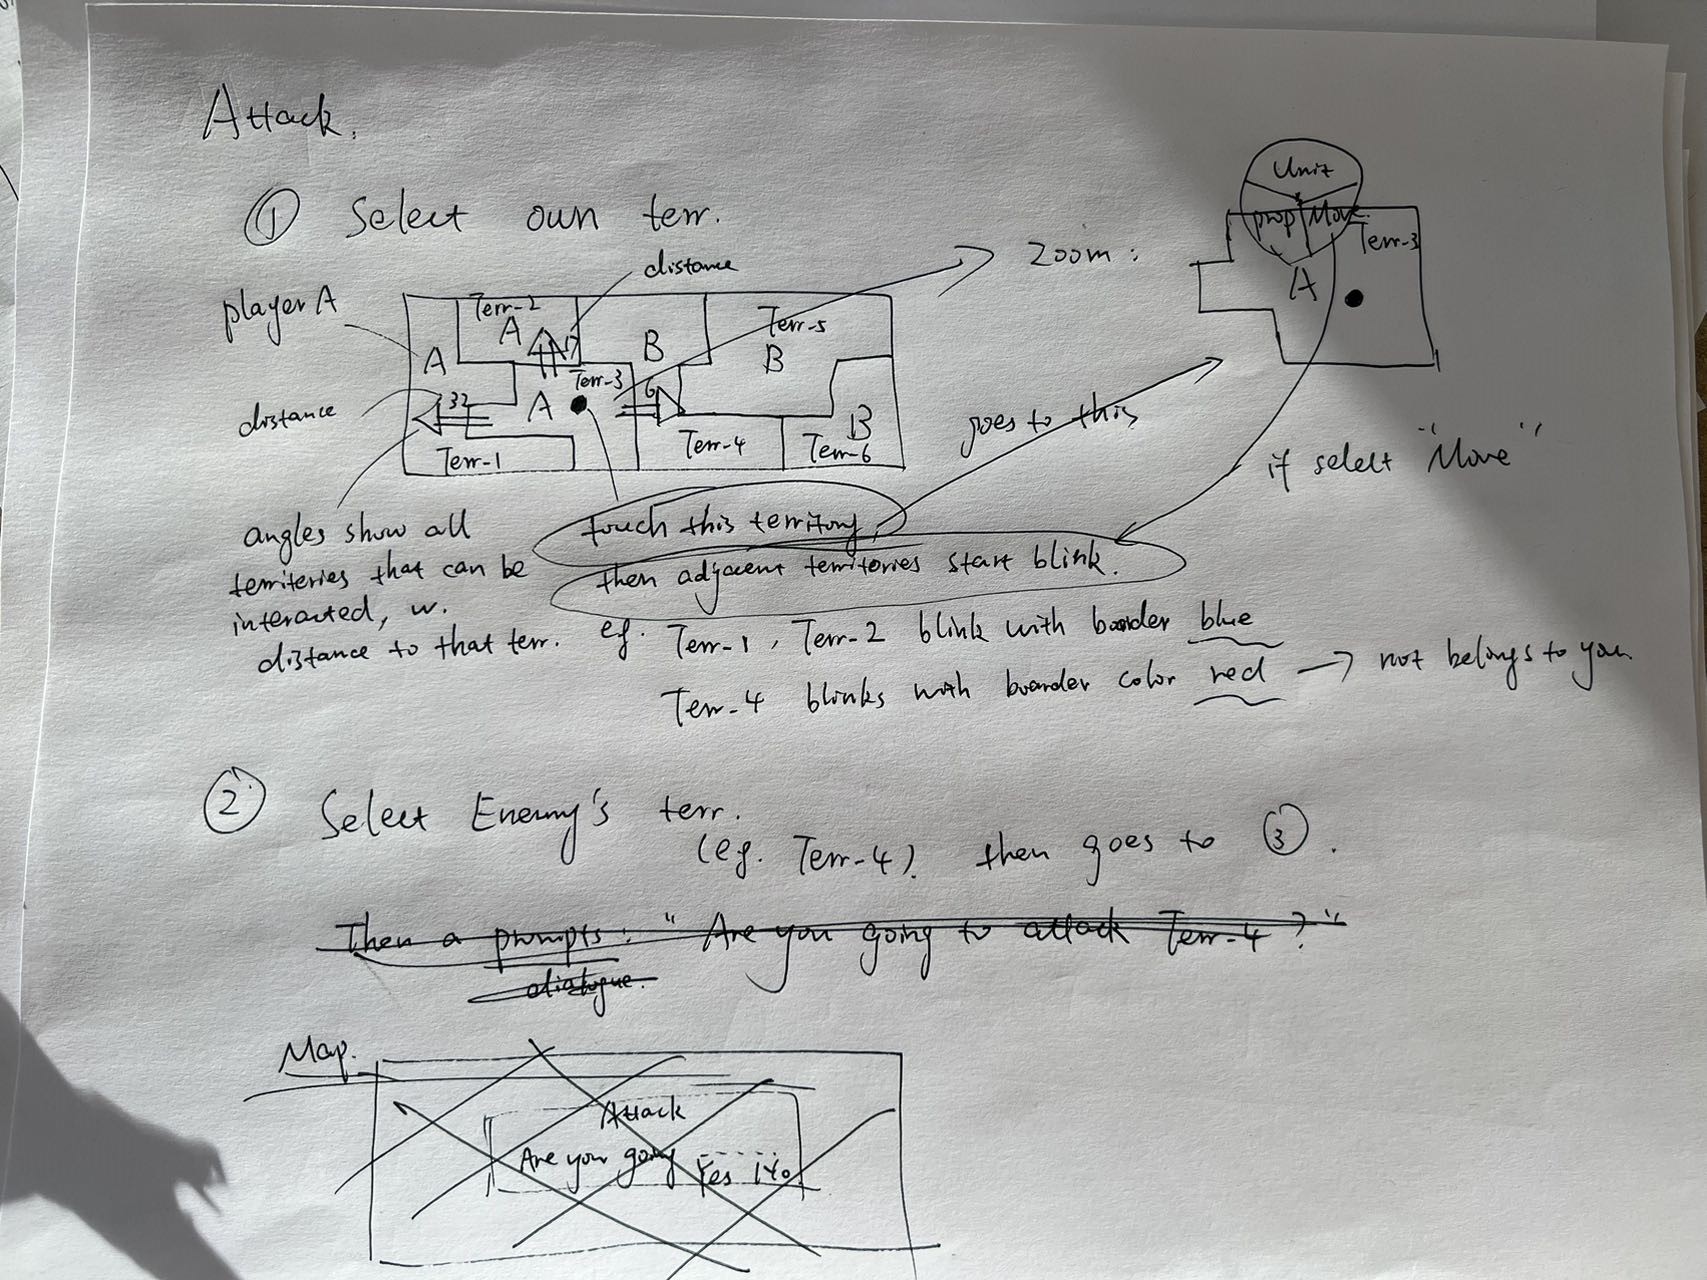 Attack.
① Select own terr.
player A
distance
Zoom:
Unit
prop
Move
Terr-3
A
Terr-2
A
17
A
B
Terr-5
B
Terr-3
A
6
32
distance
Terr-1
Terr-4
B
Terr-6
goes to this
if select "Move"
touch this territory
then adjacent territories start blink.
angles show all
territeries that can be
interacted, w.
distance to that terr.
eg. Terr-1, Terr-2 blink with boarder blue
Terr-4 blinks with boarder color red → not belongs to you
② Select Enemy's terr.
(eg. Terr-4). then goes to ③.
Then a prompts: "Are you going to attack Terr-4?"
dialogue.
Map.
Attack
Are your going
Yes No